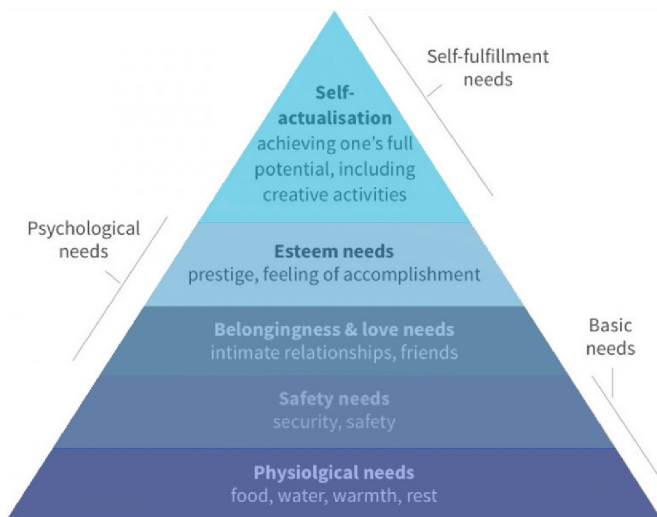 Self-fulfillment
needs
Self-
actualisation
achieving one's full
potential, including
creative activities
Psychological
needs
Esteem needs
prestige, feeling of accomplishment
Belongingness & love needs
intimate relationships, friends
Basic
needs
Safety needs
security, safety
Physiolgical needs
food, water, warmth, rest